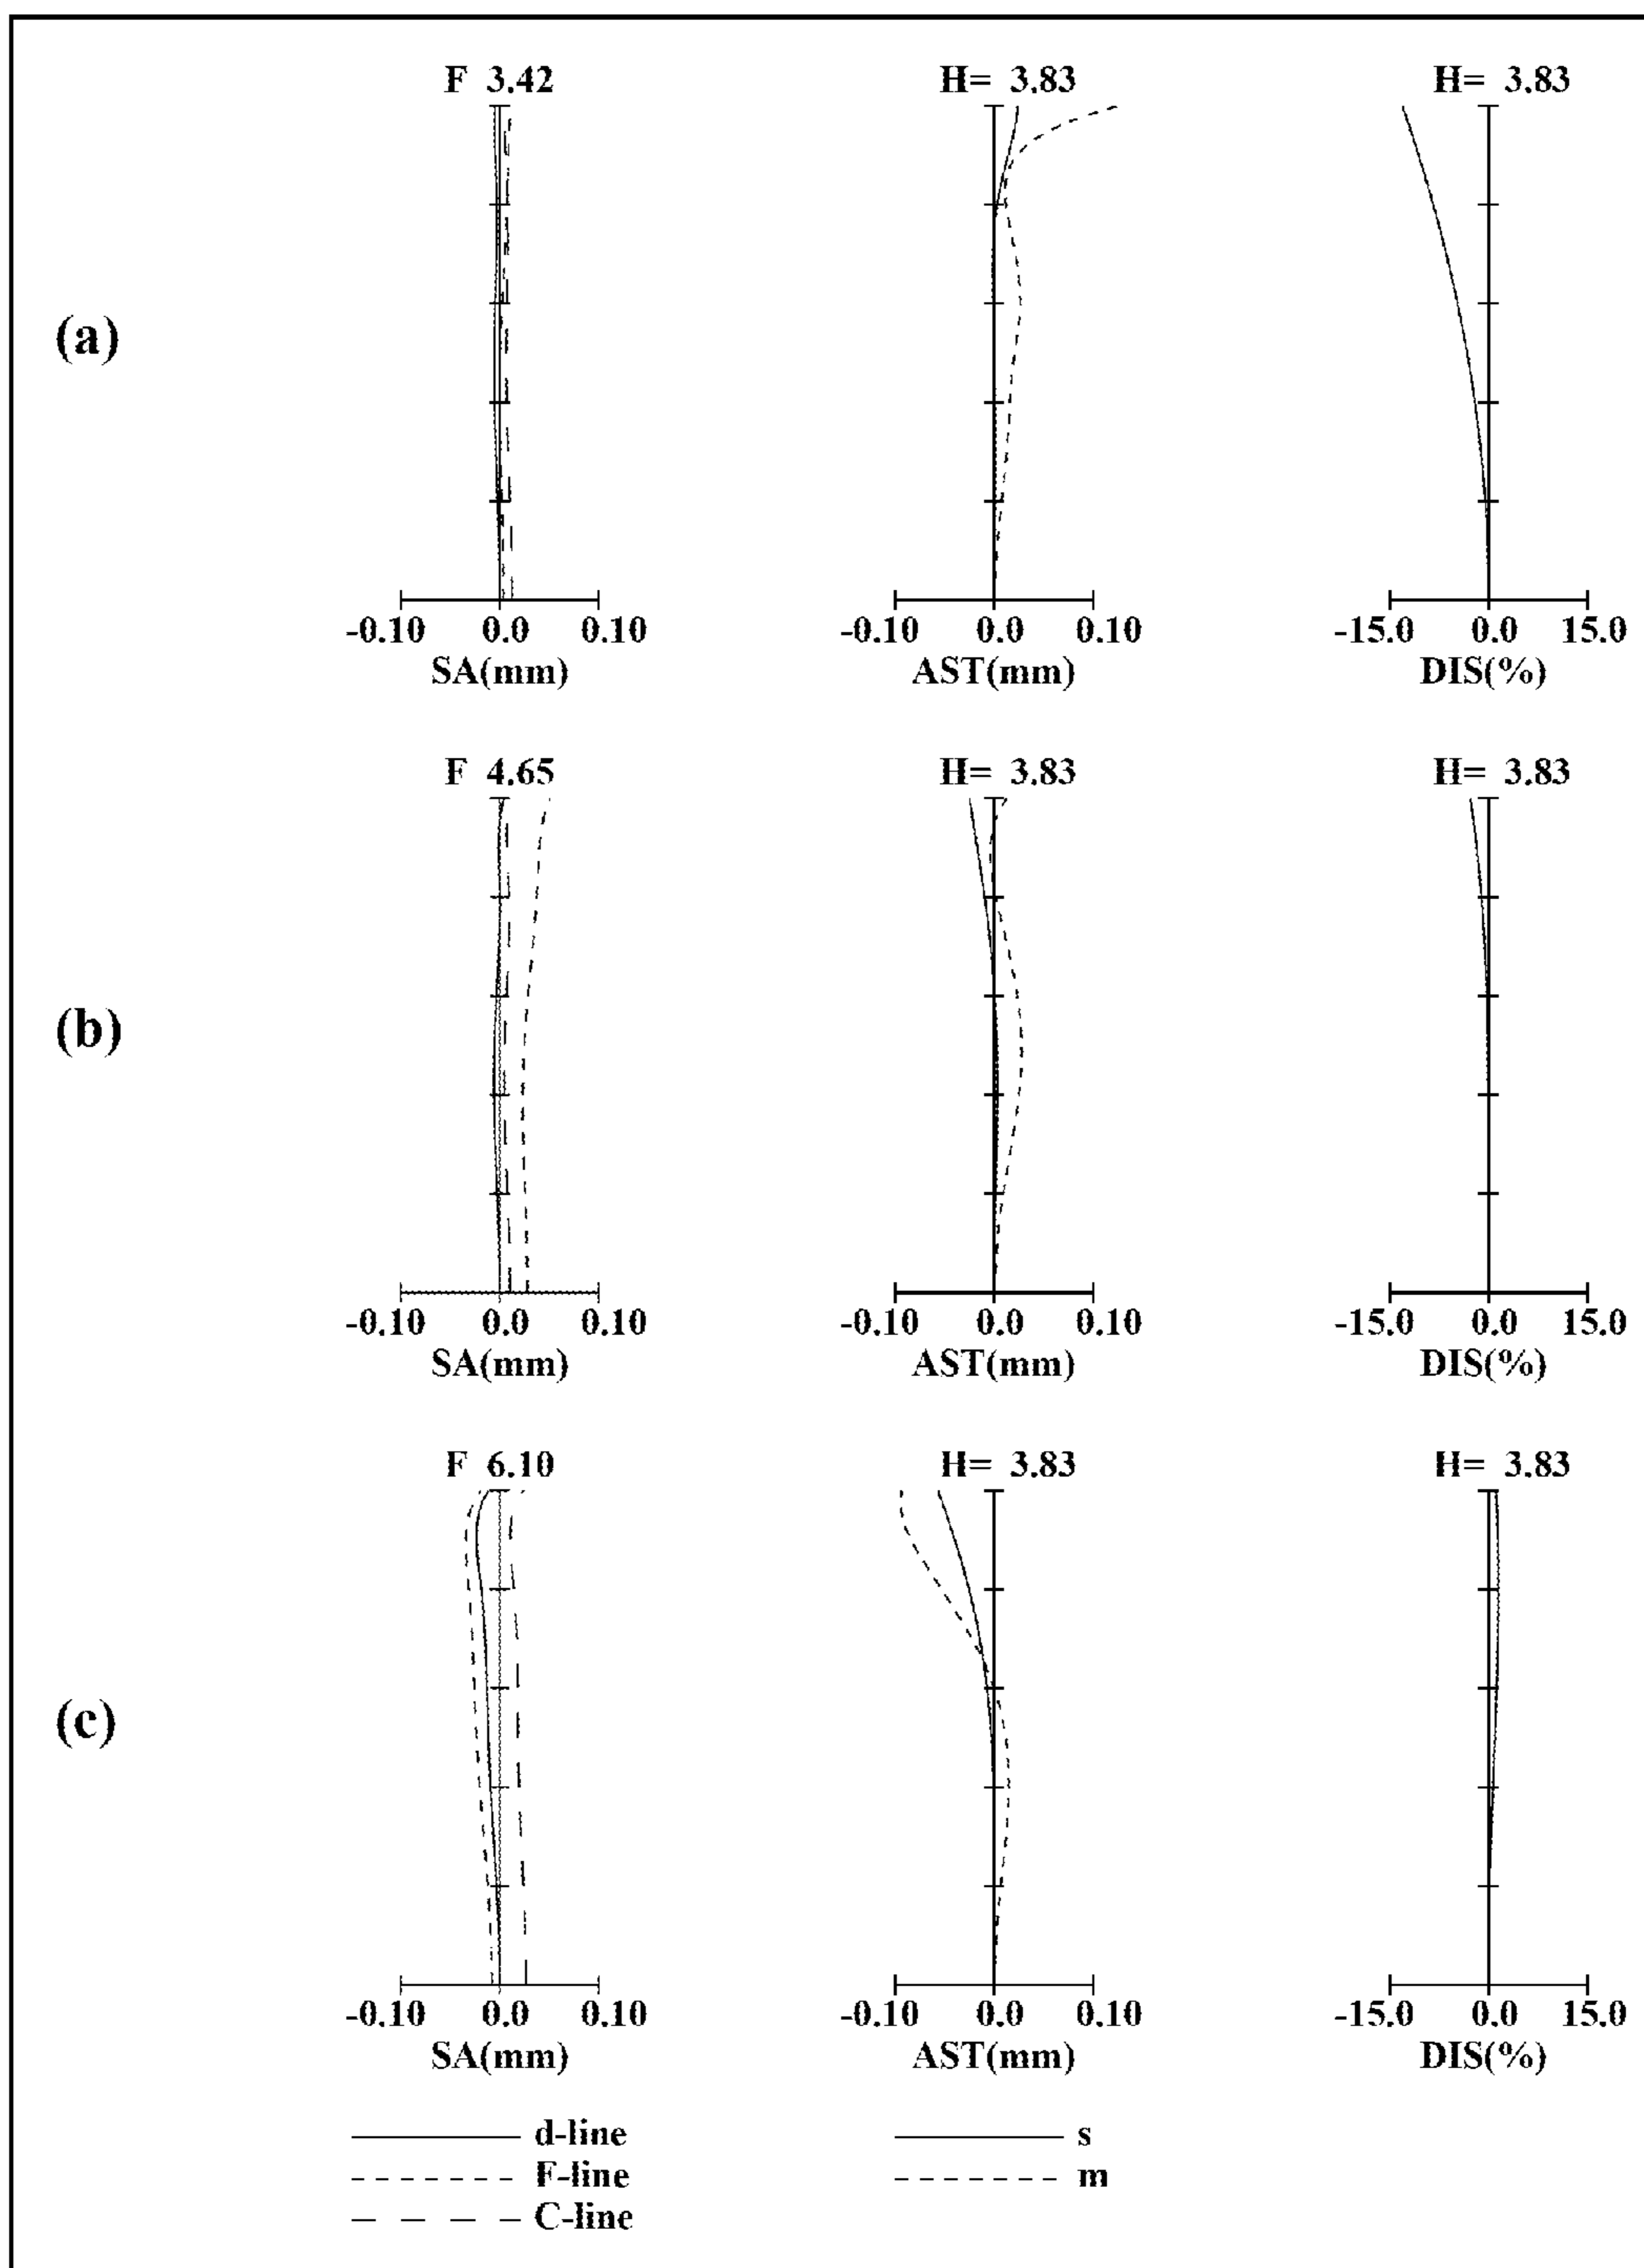 F 3.42 H= 3.83 H= 3.83
(a)
-0.10 0.0 0.10 -0.10 0.0 0.10 -15.0 0.0 15.0
SA(mm) AST(mm) DIS(%)
F 4.65 H= 3.83 H= 3.83
(b)
-0.10 0.0 0.10 -0.10 0.0 0.10 -15.0 0.0 15.0
SA(mm) AST(mm) DIS(%)
F 6.10 H= 3.83 H= 3.83
(c)
-0.10 0.0 0.10 -0.10 0.0 0.10 -15.0 0.0 15.0
SA(mm) AST(mm) DIS(%)
d-line s
F-line m
C-line